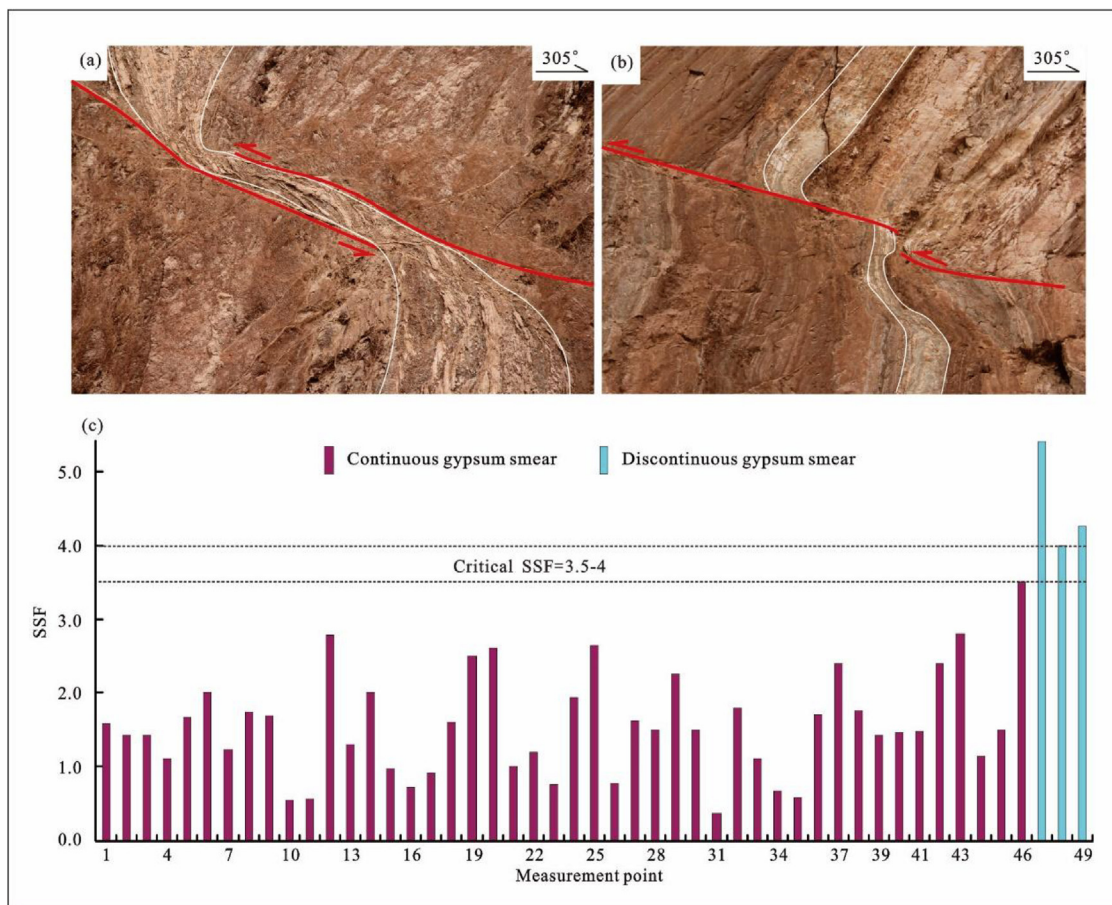 (a)
305°
(b)
305°
(c)
Continuous gypsum smear
Discontinuous gypsum smear
5.0
4.0
Critical SSF=3.5-4
3.0
2.0
1.0
0.0
SSF
1 4 7 10 13 16 19 22 25 28 31 34 37 39 41 43 46 49
Measurement point